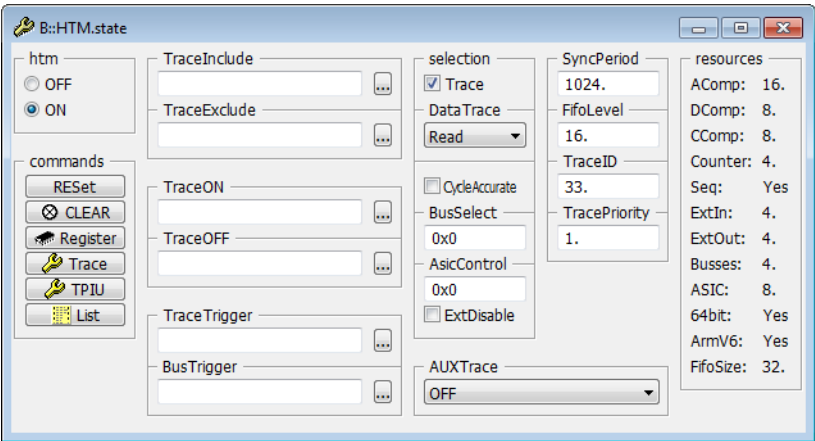 B::HTM.state
htm
OFF
ON
commands
RESet
CLEAR
Register
Trace
TPIU
List
TraceInclude
...
TraceExclude
...
TraceON
...
TraceOFF
...
TraceTrigger
...
BusTrigger
...
selection
Trace
DataTrace
Read
CycleAccurate
BusSelect
0x0
AsicControl
0x0
ExtDisable
AUXTrace
OFF
SyncPeriod
1024.
FifoLevel
16.
TraceID
33.
TracePriority
1.
resources
AComp: 16.
DComp: 8.
CComp: 8.
Counter: 4.
Seq: Yes
ExtIn: 4.
ExtOut: 4.
Busses: 4.
ASIC: 8.
64bit: Yes
ArmV6: Yes
FifoSize: 32.